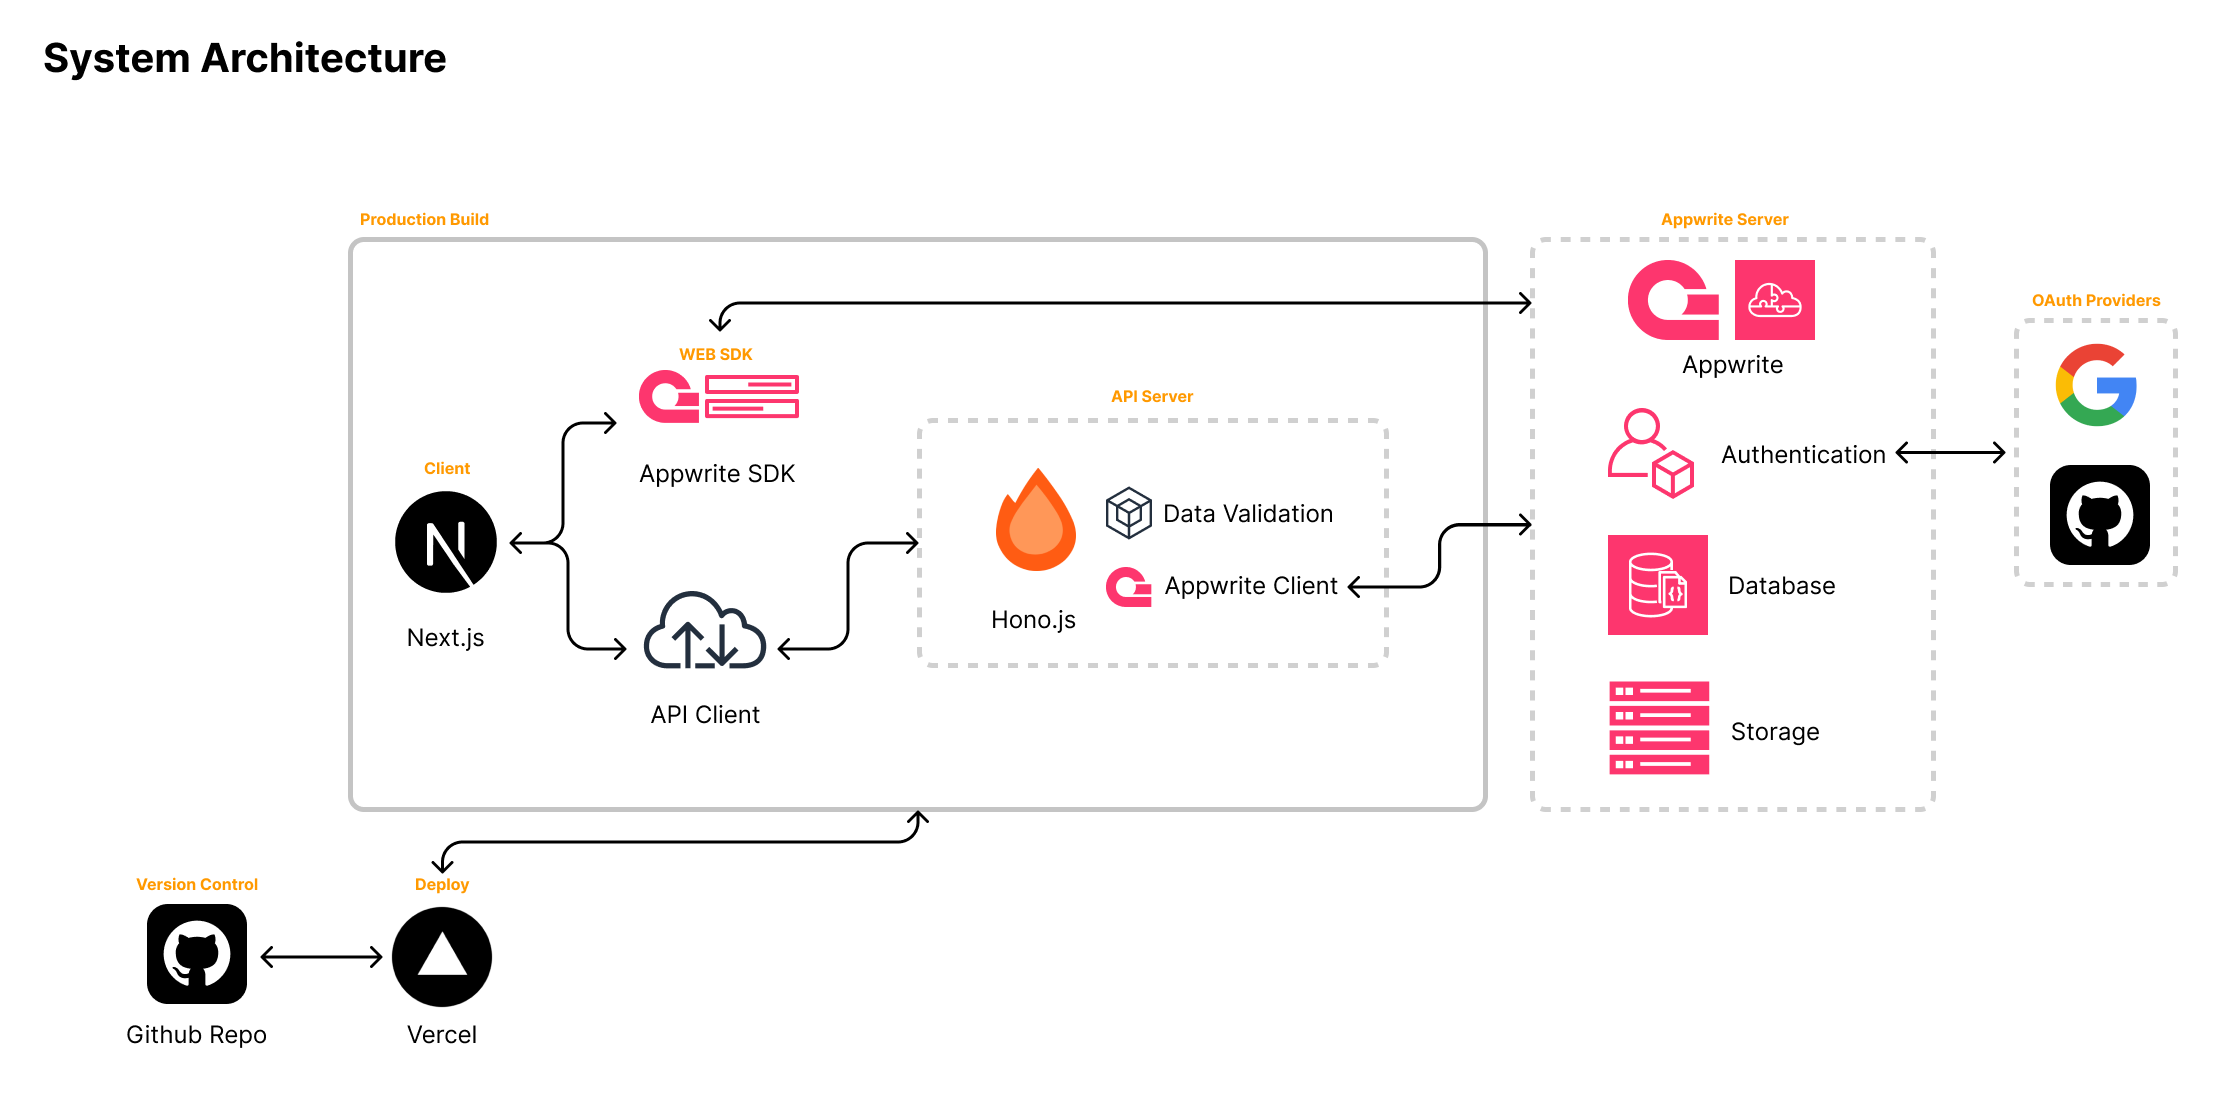 System Architecture
Production Build
Appwrite Server
OAuth Providers
WEB SDK
Appwrite SDK
Appwrite
API Server
Client
Next.js
Authentication
Data Validation
Appwrite Client
Hono.js
Database
API Client
Storage
Version Control
Deploy
Github Repo
Vercel